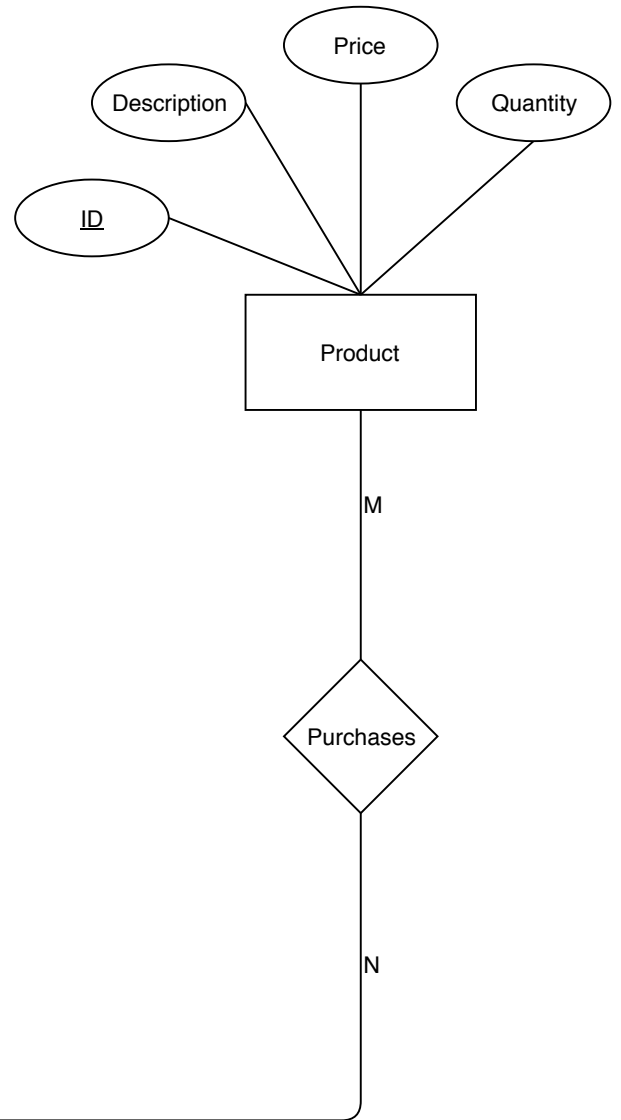 Price
Description
Quantity
ID
Product
M
Purchases
N